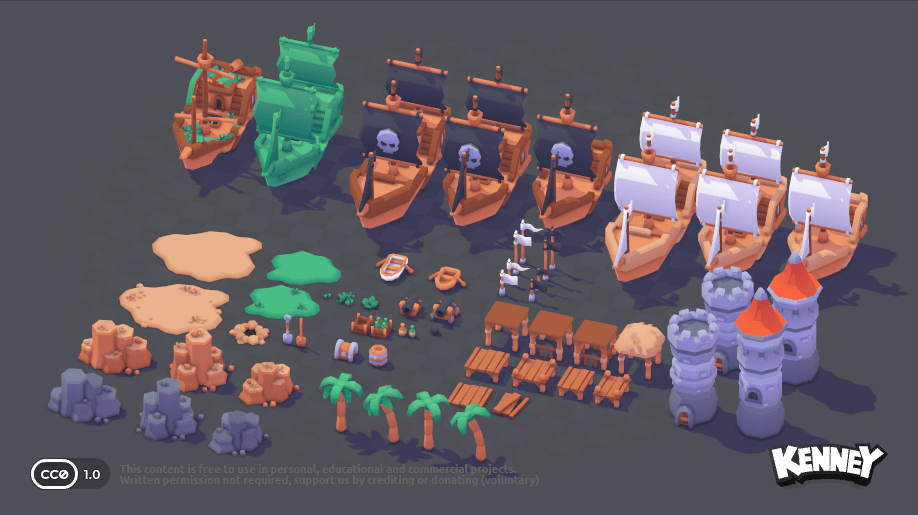 CC0 1.0
This content is free to use in personal, educational and commercial projects.
Written permission not required, support us by crediting or donating (voluntary)
KENNEY